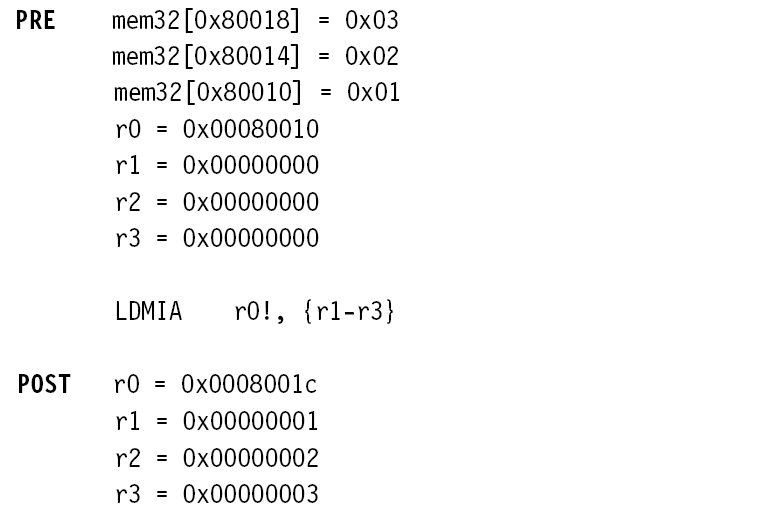 PRE mem32[0x80018] = 0x03
mem32[0x80014] = 0x02
mem32[0x80010] = 0x01
r0 = 0x00080010
r1 = 0x00000000
r2 = 0x00000000
r3 = 0x00000000
LDMIA r0!, {r1-r3}
POST r0 = 0x0008001c
r1 = 0x00000001
r2 = 0x00000002
r3 = 0x00000003